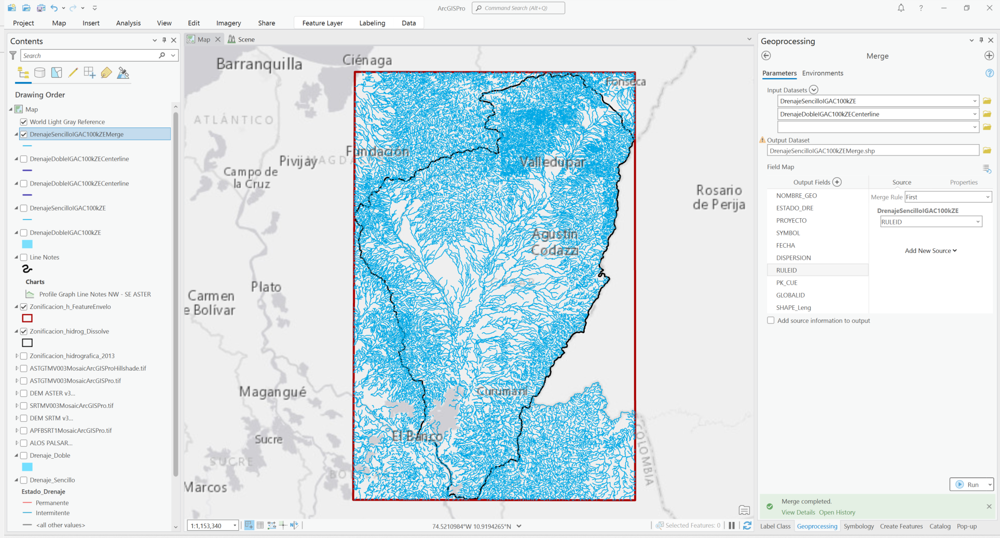 ArcGISPro
Command Search (Alt+Q)
Project Map Insert Analysis View Edit Imagery Share Feature Layer Labeling Data
Contents
Search
Drawing Order
Map
World Light Gray Reference
DrenajeSencilloIGAC100kZEMerge
DrenajeDobleIGAC100kZECenterline
DrenajeDobleIGAC100kZECenterline
DrenajeSencilloIGAC100kZE
DrenajeDobleIGAC100kZE
Line Notes
Charts
Profile Graph Line Notes NW - SE ASTER
Zonificacion_h_FeatureEnvelo
Zonificacion_hidrog_Dissolve
Zonificacion_hidrografica_2013
ASTGTMV003MosaicArcGISProHillshade.tif
ASTGTMV003MosaicArcGISPro.tif
DEM ASTER v3...
SRTMV003MosaicArcGISPro.tif
DEM SRTM v3...
APFBSRT1MosaicArcGISPro.tif
ALOS PALSAR...
Drenaje_Doble
Drenaje_Sencillo
Estado_Drenaje
Permanente
Intermitente
<all other values>
Map Scene
Barranquilla
Ciénaga
Fonseca
ATLÁNTICO
Fundación
Pivijay
MAGD
Valledupar
Campo de
la Cruz
Rosario
de Perija
Agustín
Codazzi
CESAR
Plato
Carmen
e Bolívar
Magangué
Curumaní
El Banco
Sucre
SUCRE
BO
COLOMBIA
Marcos
1:1,153,340
74.5210984°W 10.9194265°N
Selected Features: 0
Geoprocessing
Merge
Parameters Environments
Input Datasets
DrenajeSencilloIGAC100kZE
DrenajeDobleIGAC100kZECenterline
Output Dataset
DrenajeSencilloIGAC100kZEMerge.shp
Field Map
Output Fields Source Properties
NOMBRE_GEO
ESTADO_DRE
PROYECTO
SYMBOL
FECHA
DISPERSION
RULEID
PK_CUE
GLOBALID
SHAPE_Leng
Merge Rule First
DrenajeSencilloIGAC100kZE
RULEID
Add New Source
Add source information to output
Run
Merge completed.
View Details Open History
Label Class Geoprocessing Symbology Create Features Catalog Pop-up